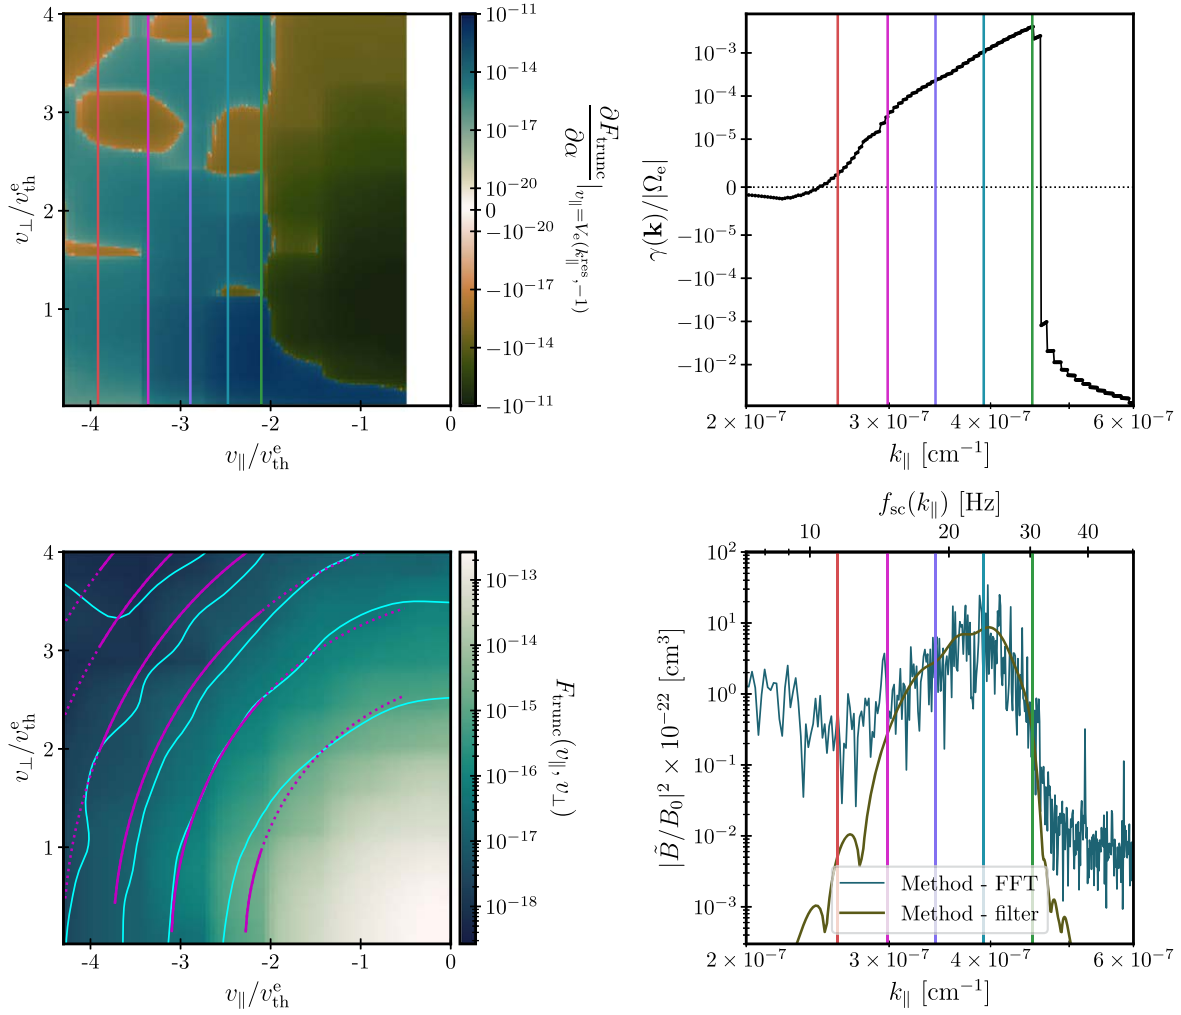 4
3
2
1
v⊥/v_th^e
-4
-3
-2
-1
0
v∥/v_th^e
10^−11
10^−14
10^−17
10^−20
0
−10^−20
−10^−17
−10^−14
−10^−11
∂F_trunc/∂α |_{v∥=V_c(k_∥^res, −1)}
10^−3
10^−4
10^−5
0
−10^−5
−10^−4
−10^−3
−10^−2
γ(k)/|Ω_e|
2 × 10^−7
3 × 10^−7
4 × 10^−7
6 × 10^−7
k∥ [cm^−1]
4
3
2
1
v⊥/v_th^e
-4
-3
-2
-1
0
v∥/v_th^e
10^−13
10^−14
10^−15
10^−16
10^−17
10^−18
F_trunc(v∥, v⊥)
f_sc(k∥) [Hz]
10
20
30
40
10^2
10^1
10^0
10^−1
10^−2
10^−3
|B̃/B_0|^2 × 10^−22 [cm^3]
Method - FFT
Method - filter
2 × 10^−7
3 × 10^−7
4 × 10^−7
6 × 10^−7
k∥ [cm^−1]